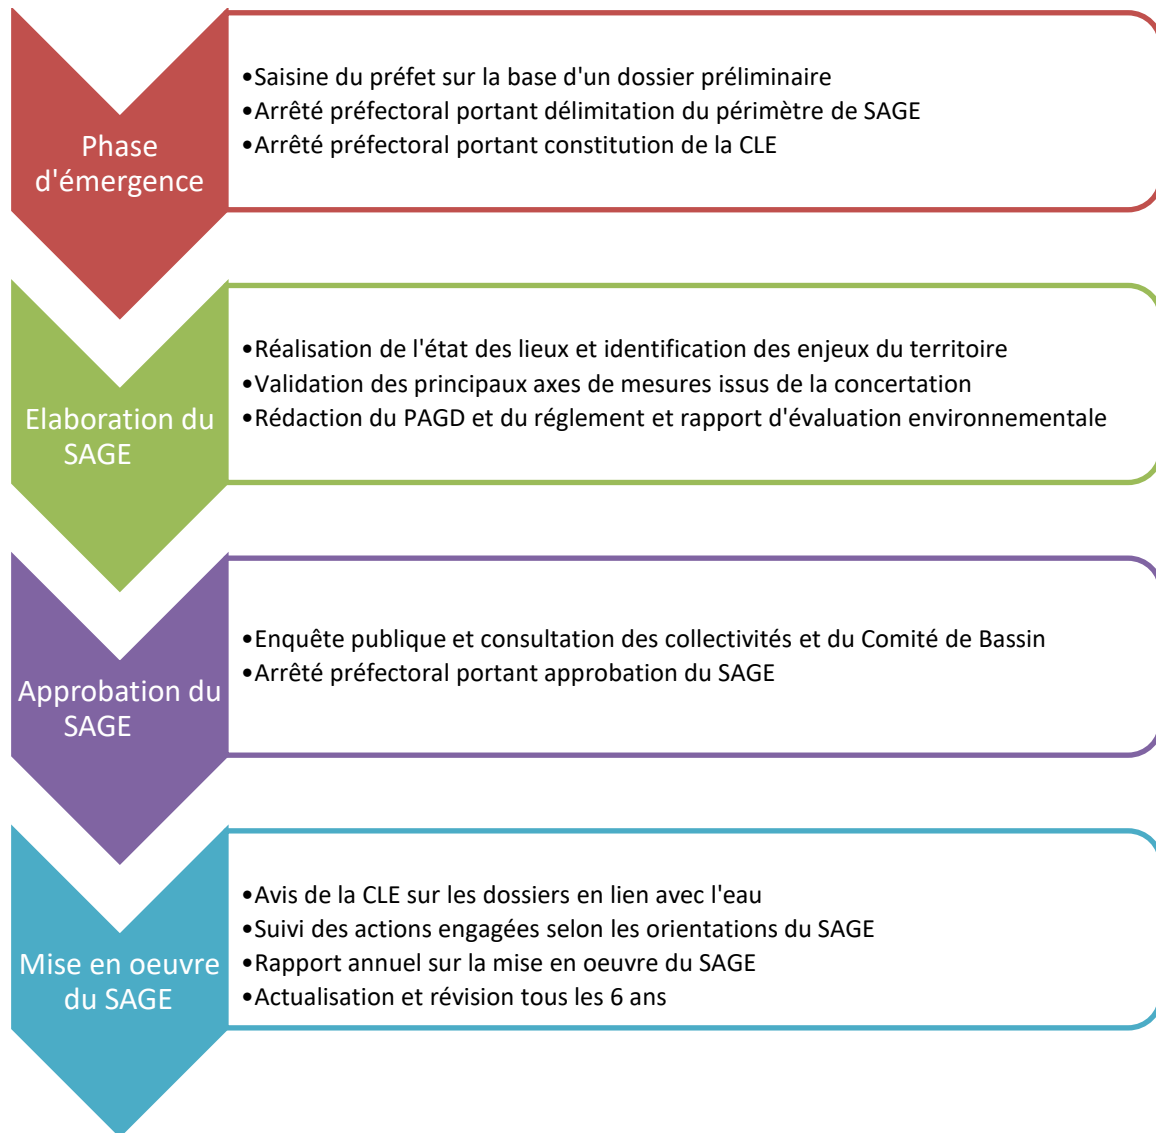 Phase
d'émergence
•Saisine du préfet sur la base d'un dossier préliminaire
•Arrêté préfectoral portant délimitation du périmètre de SAGE
•Arrêté préfectoral portant constitution de la CLE
Elaboration du
SAGE
•Réalisation de l'état des lieux et identification des enjeux du territoire
•Validation des principaux axes de mesures issus de la concertation
•Rédaction du PAGD et du réglement et rapport d'évaluation environnementale
Approbation du
SAGE
•Enquête publique et consultation des collectivités et du Comité de Bassin
•Arrêté préfectoral portant approbation du SAGE
Mise en oeuvre
du SAGE
•Avis de la CLE sur les dossiers en lien avec l'eau
•Suivi des actions engagées selon les orientations du SAGE
•Rapport annuel sur la mise en oeuvre du SAGE
•Actualisation et révision tous les 6 ans